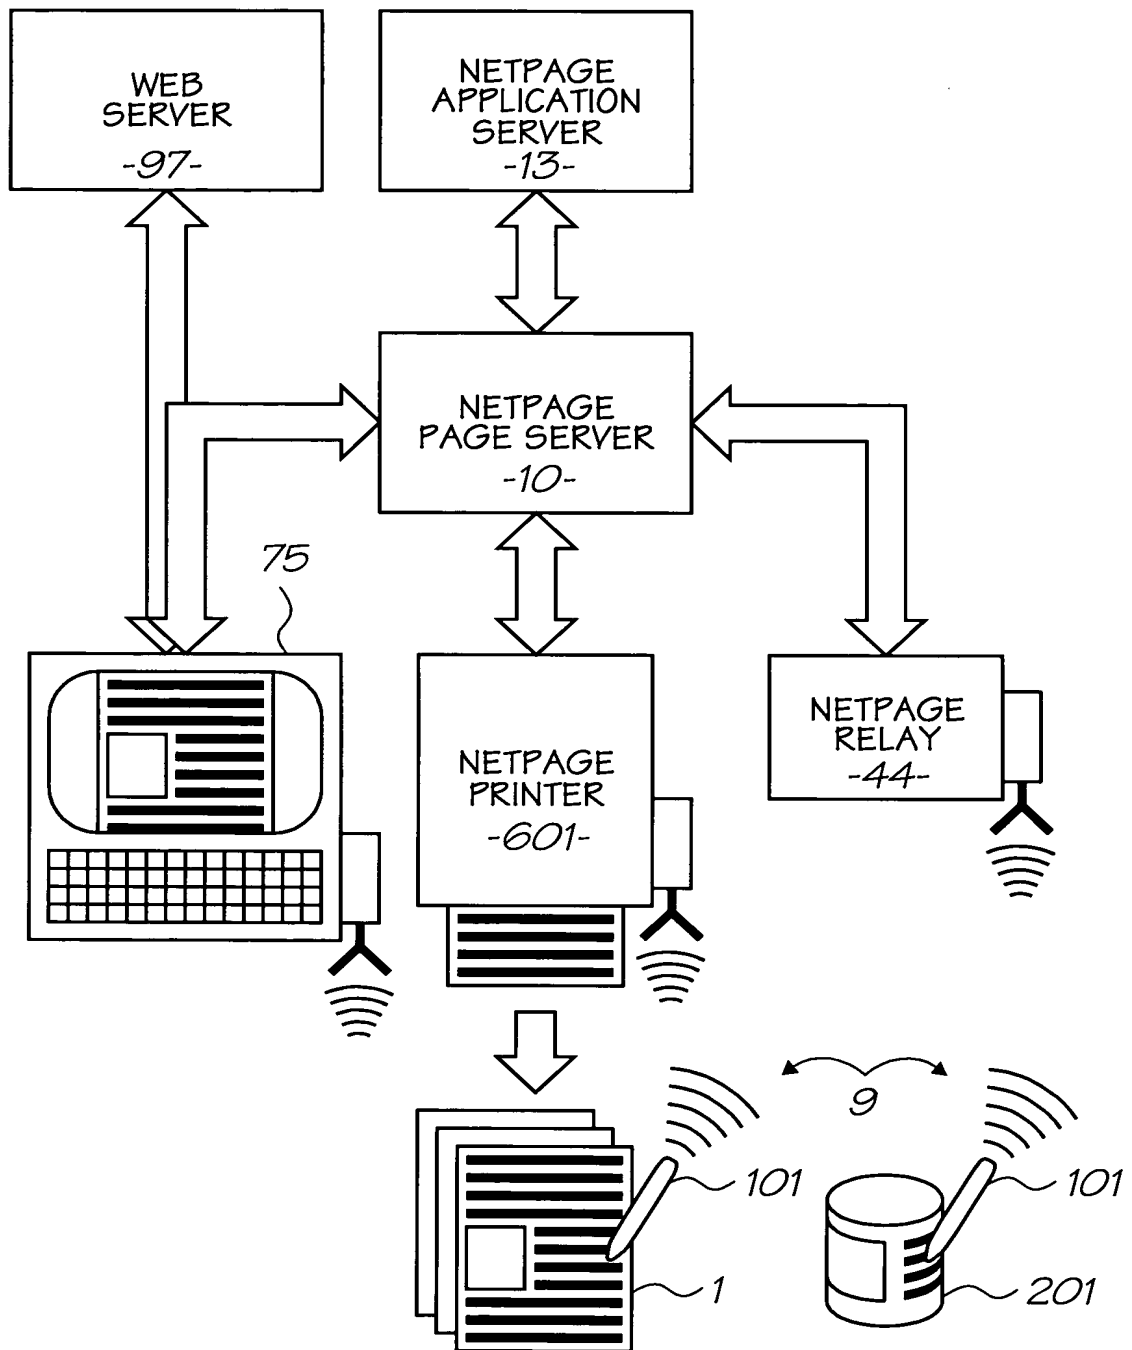 WEB
SERVER
-97-
NETPAGE
APPLICATION
SERVER
-13-
NETPAGE
PAGE SERVER
-10-
75
NETPAGE
PRINTER
-601-
NETPAGE
RELAY
-44-
9
101
101
1
201